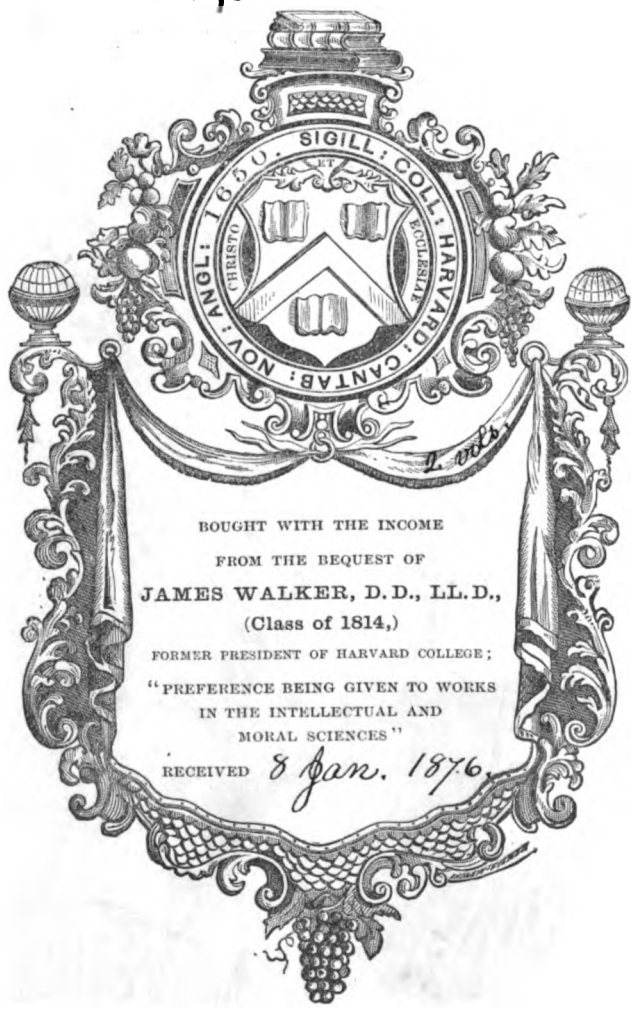 1650. SIGILL: COLL: HARVARD: CANTAB: NOV: ANGL:
CHRISTO ET ECCLESIAE
2 vols.
BOUGHT WITH THE INCOME
FROM THE BEQUEST OF
JAMES WALKER, D.D., LL.D.,
(Class of 1814,)
FORMER PRESIDENT OF HARVARD COLLEGE;
"PREFERENCE BEING GIVEN TO WORKS
IN THE INTELLECTUAL AND
MORAL SCIENCES"
RECEIVED 8 Jan. 1876.